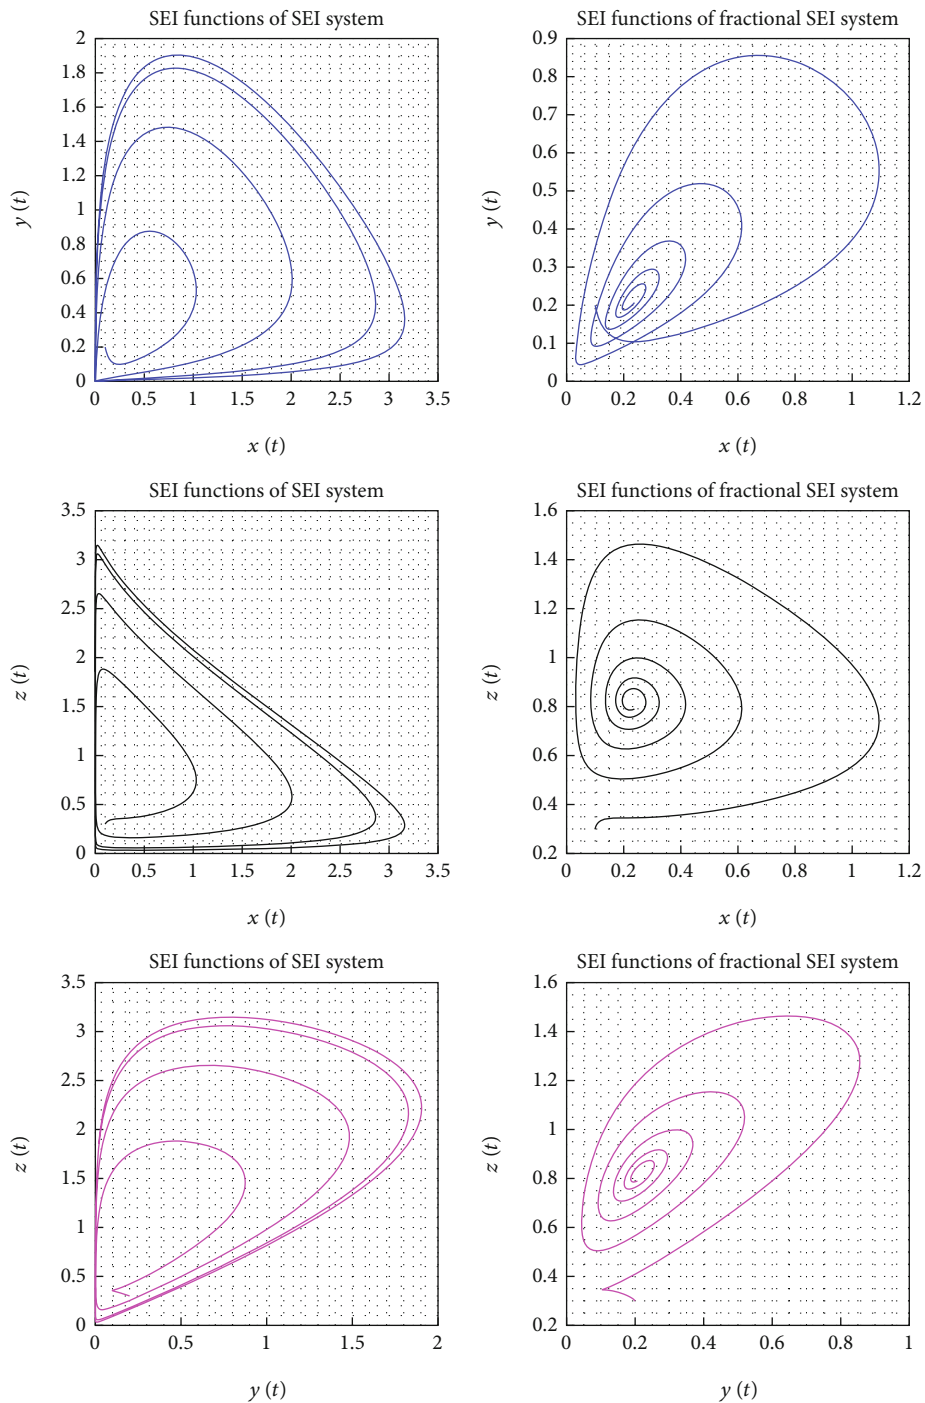 SEI functions of SEI system
2
1.8
1.6
1.4
1.2
1
0.8
0.6
0.4
0.2
0
y (t)
0 0.5 1.5 2 2.5 3 3.5
x (t)
SEI functions of fractional SEI system
0.9
0.8
0.7
0.6
0.5
0.4
0.3
0.2
0.1
0
y (t)
0 0.2 0.4 0.6 0.8 1 1.2
x (t)
SEI functions of SEI system
3.5
3
2.5
2
1.5
1
0.5
0
z (t)
0 0.5 1.5 2 2.5 3 3.5
x (t)
SEI functions of fractional SEI system
1.6
1.4
1.2
1
0.8
0.6
0.4
0.2
z (t)
0 0.2 0.4 0.6 0.8 1 1.2
x (t)
SEI functions of SEI system
3.5
3
2.5
2
1.5
1
0.5
0
z (t)
0 0.5 1 1.5 2
y (t)
SEI functions of fractional SEI system
1.6
1.4
1.2
1
0.8
0.6
0.4
0.2
z (t)
0 0.2 0.4 0.6 0.8 1
y (t)